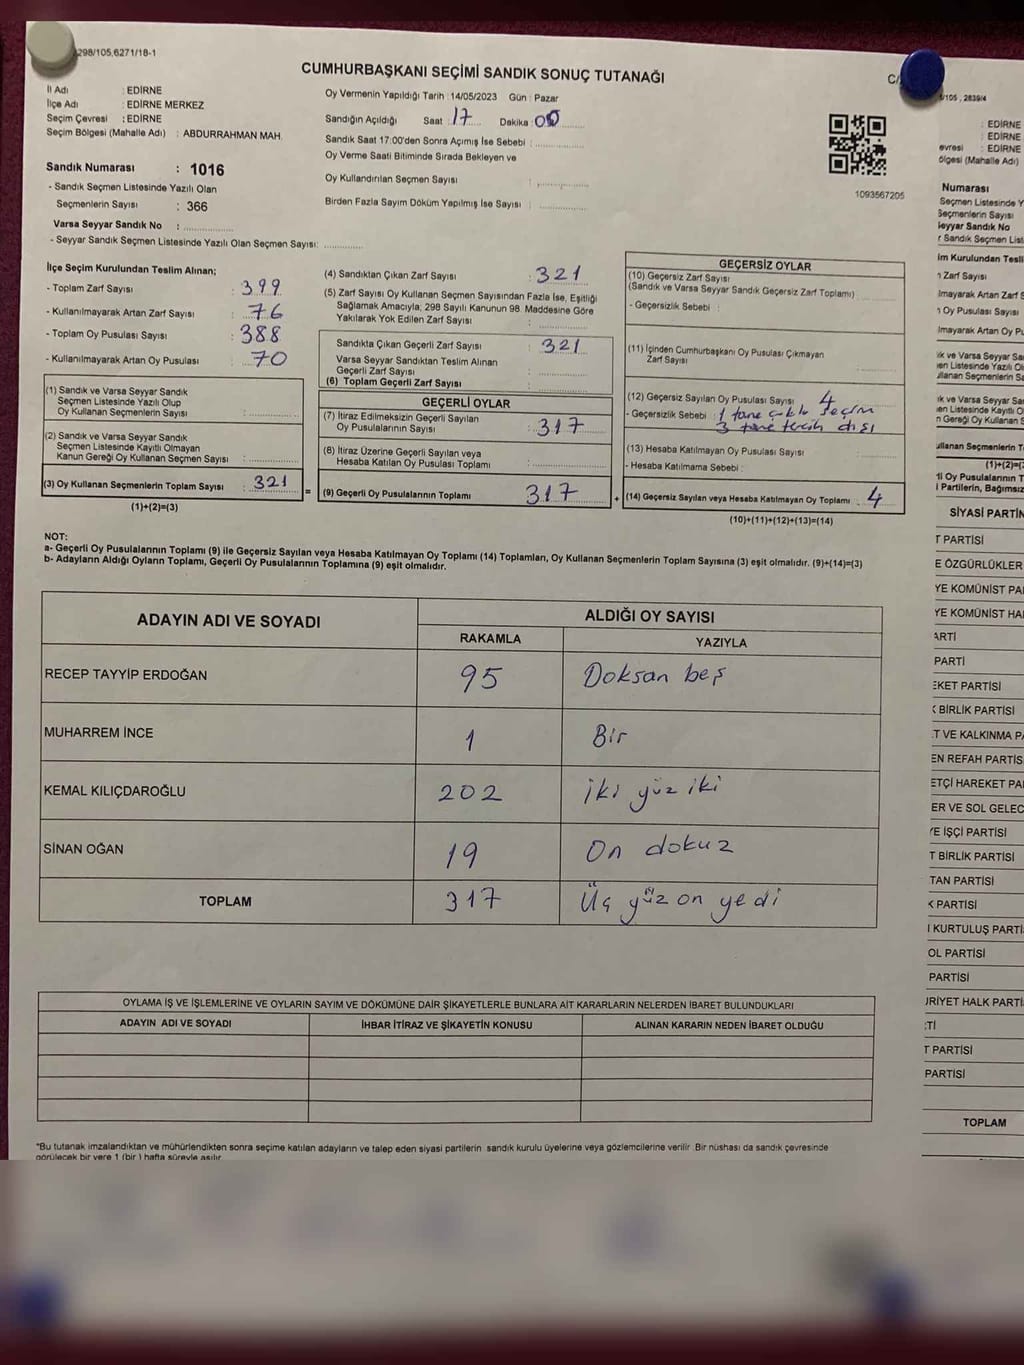 298/105,6271/18-1
CUMHURBAŞKANI SEÇİMİ SANDIK SONUÇ TUTANAĞI
İl Adı : EDİRNE
İlçe Adı : EDİRNE MERKEZ
Seçim Çevresi : EDİRNE
Seçim Bölgesi (Mahalle Adı) : ABDURRAHMAN MAH.
Sandık Numarası : 1016
- Sandık Seçmen Listesinde Yazılı Olan
Seçmenlerin Sayısı : 366
Varsa Seyyar Sandık No :
- Seyyar Sandık Seçmen Listesinde Yazılı Olan Seçmen Sayısı:
Oy Vermenin Yapıldığı Tarih : 14/05/2023 Gün : Pazar
Sandığın Açıldığı Saat : 17 Dakika : 00
Sandık Saat 17:00'den Sonra Açımış İse Sebebi :
Oy Verme Saati Bitiminde Sırada Bekleyen ve
Oy Kullandırılan Seçmen Sayısı :
Birden Fazla Sayım Döküm Yapılmış İse Sayısı :
1093567205
İlçe Seçim Kurulundan Teslim Alınan;
- Toplam Zarf Sayısı : 399
- Kullanılmayarak Artan Zarf Sayısı : 76
- Toplam Oy Pusulası Sayısı : 388
- Kullanılmayarak Artan Oy Pusulası : 70
(1) Sandık ve Varsa Seyyar Sandık
Seçmen Listesinde Yazılı Olup
Oy Kullanan Seçmenlerin Sayısı :
(2) Sandık ve Varsa Seyyar Sandık
Seçmen Listesinde Kayıtlı Olmayan
Kanun Gereği Oy Kullanan Seçmen Sayısı :
(3) Oy Kullanan Seçmenlerin Toplam Sayısı : 321
(1)+(2)=(3)
(4) Sandıktan Çıkan Zarf Sayısı : 321
(5) Zarf Sayısı Oy Kullanan Seçmen Sayısından Fazla İse, Eşitliği
Sağlamak Amacıyla, 298 Sayılı Kanunun 98. Maddesine Göre
Yakılarak Yok Edilen Zarf Sayısı :
Sandıkta Çıkan Geçerli Zarf Sayısı : 321
Varsa Seyyar Sandıktan Teslim Alınan
Geçerli Zarf Sayısı :
(6) Toplam Geçerli Zarf Sayısı :
GEÇERLİ OYLAR
(7) İtiraz Edilmeksizin Geçerli Sayılan
Oy Pusulalarının Sayısı : 317
(8) İtiraz Üzerine Geçerli Sayılan veya
Hesaba Katılan Oy Pusulası Toplamı :
= (9) Geçerli Oy Pusulalarının Toplamı 317
GEÇERSİZ OYLAR
(10) Geçersiz Zarf Sayısı
(Sandık ve Varsa Seyyar Sandık Geçersiz Zarf Toplamı)
- Geçersizlik Sebebi :
(11) İçinden Cumhurbaşkanı Oy Pusulası Çıkmayan
Zarf Sayısı :
(12) Geçersiz Sayılan Oy Pusulası Sayısı : 4
- Geçersizlik Sebebi : 1 tane çoklu seçim
3 tane tercih dışı
(13) Hesaba Katılmayan Oy Pusulası Sayısı :
- Hesaba Katılmama Sebebi :
+ (14) Geçersiz Sayılan veya Hesaba Katılmayan Oy Toplamı : 4
(10)+(11)+(12)+(13)=(14)
NOT:
a- Geçerli Oy Pusulalarının Toplamı (9) ile Geçersiz Sayılan veya Hesaba Katılmayan Oy Toplamı (14) Toplamları, Oy Kullanan Seçmenlerin Toplam Sayısına (3) eşit olmalıdır. (9)+(14)=(3)
b- Adayların Aldığı Oyların Toplamı, Geçerli Oy Pusulalarının Toplamına (9) eşit olmalıdır.
ADAYIN ADI VE SOYADI ALDIĞI OY SAYISI
RAKAMLA YAZIYLA
RECEP TAYYİP ERDOĞAN 95 Doksan beş
MUHARREM İNCE 1 Bir
KEMAL KILIÇDAROĞLU 202 iki yüz iki
SİNAN OĞAN 19 On dokuz
TOPLAM 317 Üç yüz on yedi
OYLAMA İŞ VE İŞLEMLERİNE VE OYLARIN SAYIM VE DÖKÜMÜNE DAİR ŞİKAYETLERLE BUNLARA AİT KARARLARIN NELERDEN İBARET BULUNDUKLARI
ADAYIN ADI VE SOYADI İHBAR İTİRAZ VE ŞİKAYETİN KONUSU ALINAN KARARIN NEDEN İBARET OLDUĞU
*Bu tutanak imzalandıktan ve mühürlendikten sonra seçime katılan adayların ve talep eden siyasi partilerin sandık kurulu üyelerine veya gözlemcilerine verilir. Bir nüshası da sandık çevresinde
görülecek bir yere 1 (bir) hafta süreyle asılır.
: EDİRNE
: EDİRNE
: EDİRNE
Numarası
SİYASİ PARTİN
T PARTİSİ
E ÖZGÜRLÜKLER
YE KOMÜNİST PA
YE KOMÜNİST HA
ARTİ
PARTİ
EKET PARTİSİ
K BİRLİK PARTİSİ
T VE KALKINMA P
EN REFAH PARTİS
ETÇİ HAREKET PA
ER VE SOL GELEC
YE İŞÇİ PARTİSİ
T BİRLİK PARTİSİ
TAN PARTİSİ
K PARTİSİ
I KURTULUŞ PARTİ
OL PARTİSİ
PARTİSİ
URİYET HALK PARTİ
Tİ
T PARTİSİ
PARTİSİ
TOPLAM